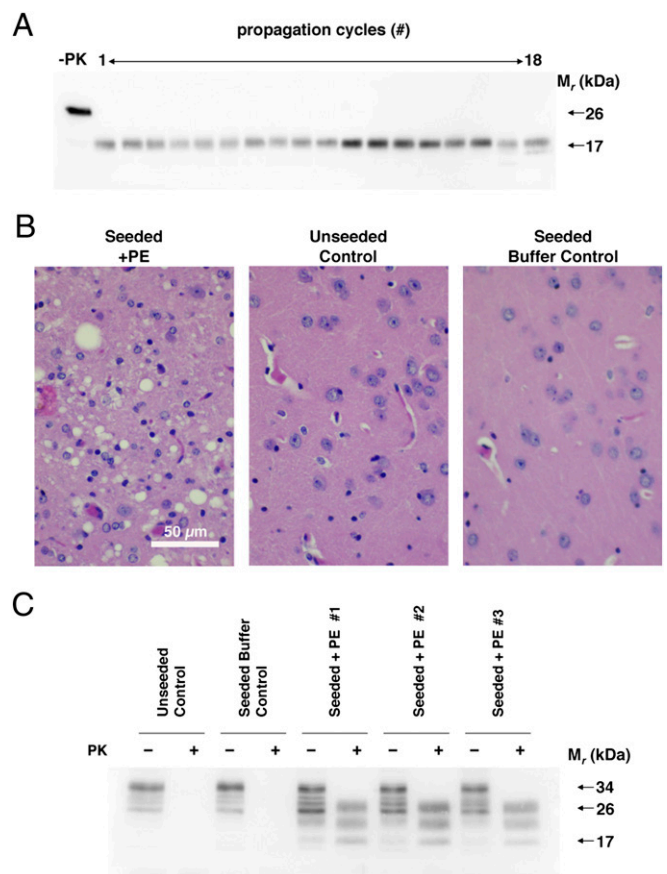 A
propagation cycles (#)
-PK 1 18
Mr (kDa)
←26
←17
B
Seeded
+PE
Unseeded
Control
Seeded
Buffer Control
50 µm
C
Unseeded
Control
Seeded Buffer
Control
Seeded + PE #1
Seeded + PE #2
Seeded + PE #3
PK − + − + − + − + − +
Mr (kDa)
←34
←26
←17